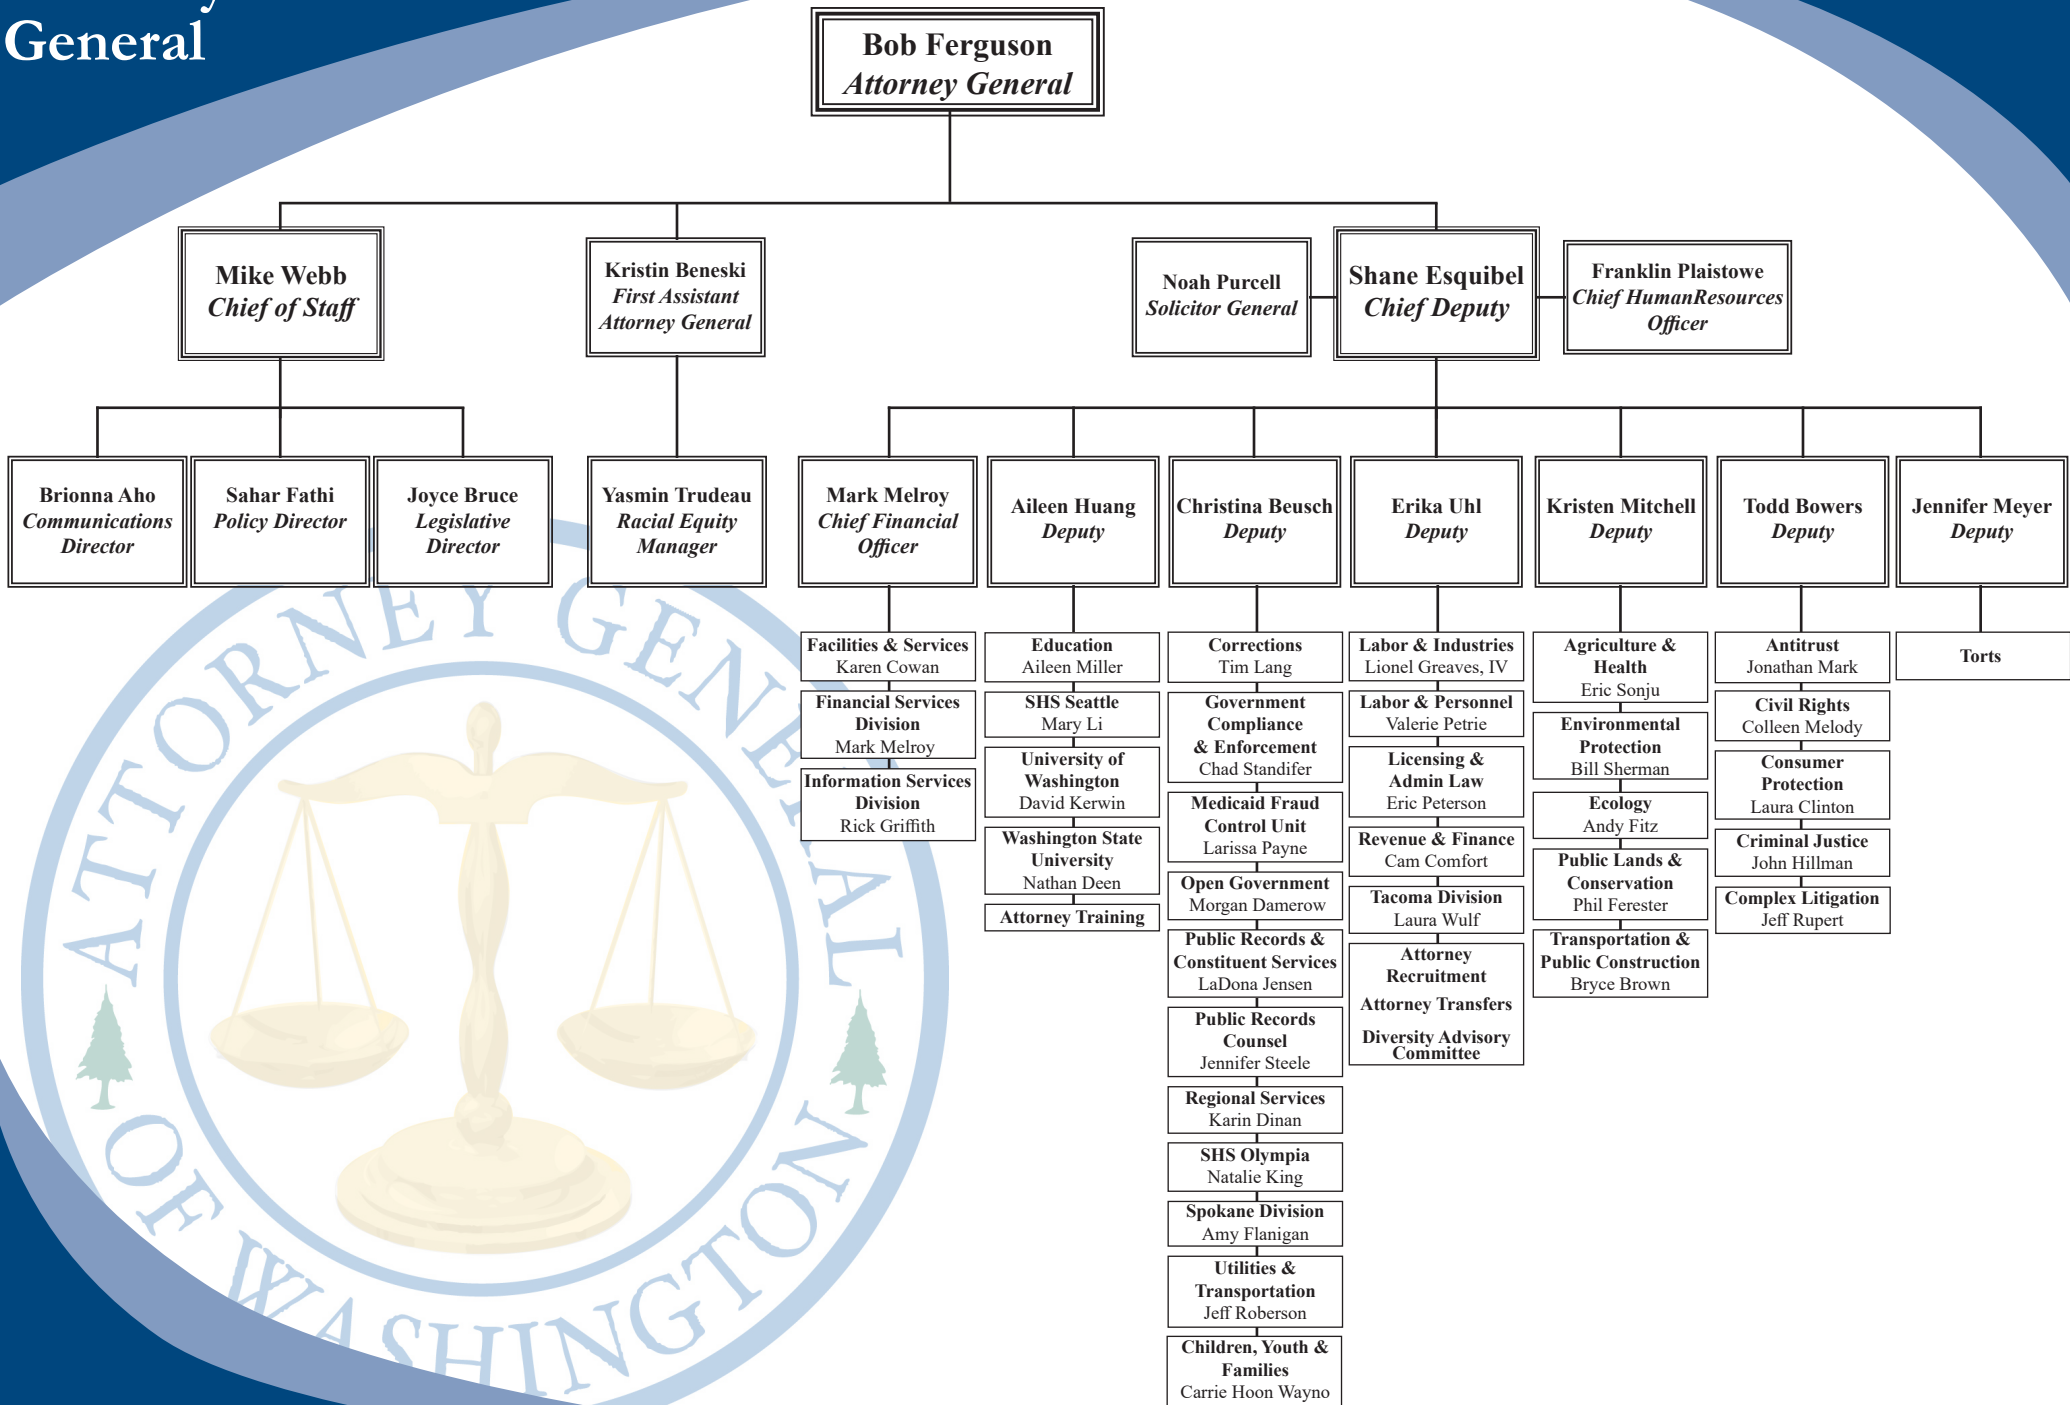 General
Bob Ferguson
Attorney General
Mike Webb
Chief of Staff
Kristin Beneski
First Assistant
Attorney General
Noah Purcell
Solicitor General
Shane Esquibel
Chief Deputy
Franklin Plaistowe
Chief HumanResources
Officer
Brionna Aho
Communications
Director
Sahar Fathi
Policy Director
Joyce Bruce
Legislative
Director
Yasmin Trudeau
Racial Equity
Manager
Mark Melroy
Chief Financial
Officer
Aileen Huang
Deputy
Christina Beusch
Deputy
Erika Uhl
Deputy
Kristen Mitchell
Deputy
Todd Bowers
Deputy
Jennifer Meyer
Deputy
Facilities & Services
Karen Cowan
Financial Services
Division
Mark Melroy
Information Services
Division
Rick Griffith
Education
Aileen Miller
SHS Seattle
Mary Li
University of
Washington
David Kerwin
Washington State
University
Nathan Deen
Attorney Training
Corrections
Tim Lang
Government
Compliance
& Enforcement
Chad Standifer
Medicaid Fraud
Control Unit
Larissa Payne
Open Government
Morgan Damerow
Public Records &
Constituent Services
LaDona Jensen
Public Records
Counsel
Jennifer Steele
Regional Services
Karin Dinan
SHS Olympia
Natalie King
Spokane Division
Amy Flanigan
Utilities &
Transportation
Jeff Roberson
Children, Youth &
Families
Carrie Hoon Wayno
Labor & Industries
Lionel Greaves, IV
Labor & Personnel
Valerie Petrie
Licensing &
Admin Law
Eric Peterson
Revenue & Finance
Cam Comfort
Tacoma Division
Laura Wulf
Attorney
Recruitment
Attorney Transfers
Diversity Advisory
Committee
Agriculture &
Health
Eric Sonju
Environmental
Protection
Bill Sherman
Ecology
Andy Fitz
Public Lands &
Conservation
Phil Ferester
Transportation &
Public Construction
Bryce Brown
Antitrust
Jonathan Mark
Civil Rights
Colleen Melody
Consumer
Protection
Laura Clinton
Criminal Justice
John Hillman
Complex Litigation
Jeff Rupert
Torts
ATTORNEY GENERAL
OF WASHINGTON